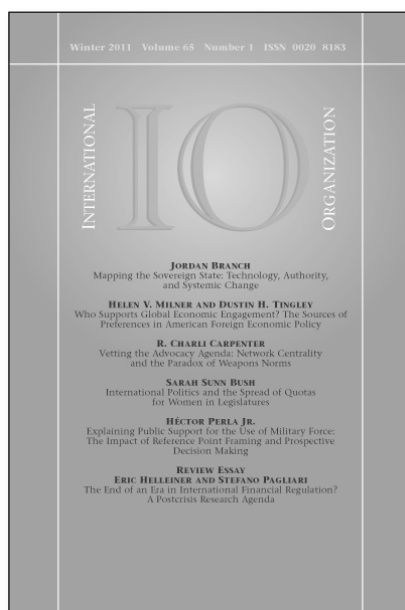 Winter 2011 Volume 65 Number 1 ISSN 0020 8183
INTERNATIONAL
IO
ORGANIZATION
JORDAN BRANCH
Mapping the Sovereign State: Technology, Authority,
and Systemic Change
HELEN V. MILNER AND DUSTIN H. TINGLEY
Who Supports Global Economic Engagement? The Sources of
Preferences in American Foreign Economic Policy
R. CHARLI CARPENTER
Vetting the Advocacy Agenda: Network Centrality
and the Paradox of Weapons Norms
SARAH SUNN BUSH
International Politics and the Spread of Quotas
for Women in Legislatures
HÉCTOR PERLA JR.
Explaining Public Support for the Use of Military Force:
The Impact of Reference Point Framing and Prospective
Decision Making
REVIEW ESSAY
ERIC HELLEINER AND STEFANO PAGLIARI
The End of an Era in International Financial Regulation?
A Postcrisis Research Agenda